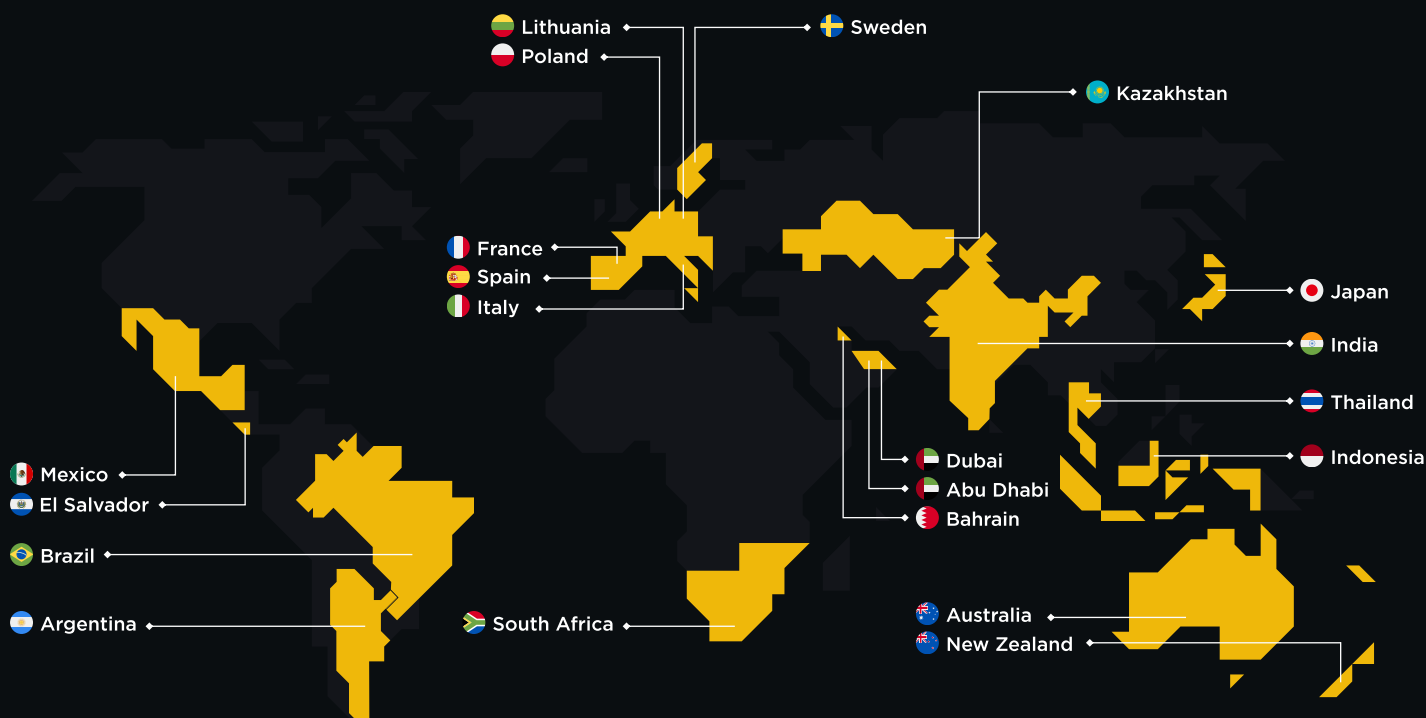 Lithuania
Poland
Sweden
Kazakhstan
France
Spain
Italy
Japan
India
Thailand
Indonesia
Mexico
El Salvador
Brazil
Argentina
South Africa
Dubai
Abu Dhabi
Bahrain
Australia
New Zealand